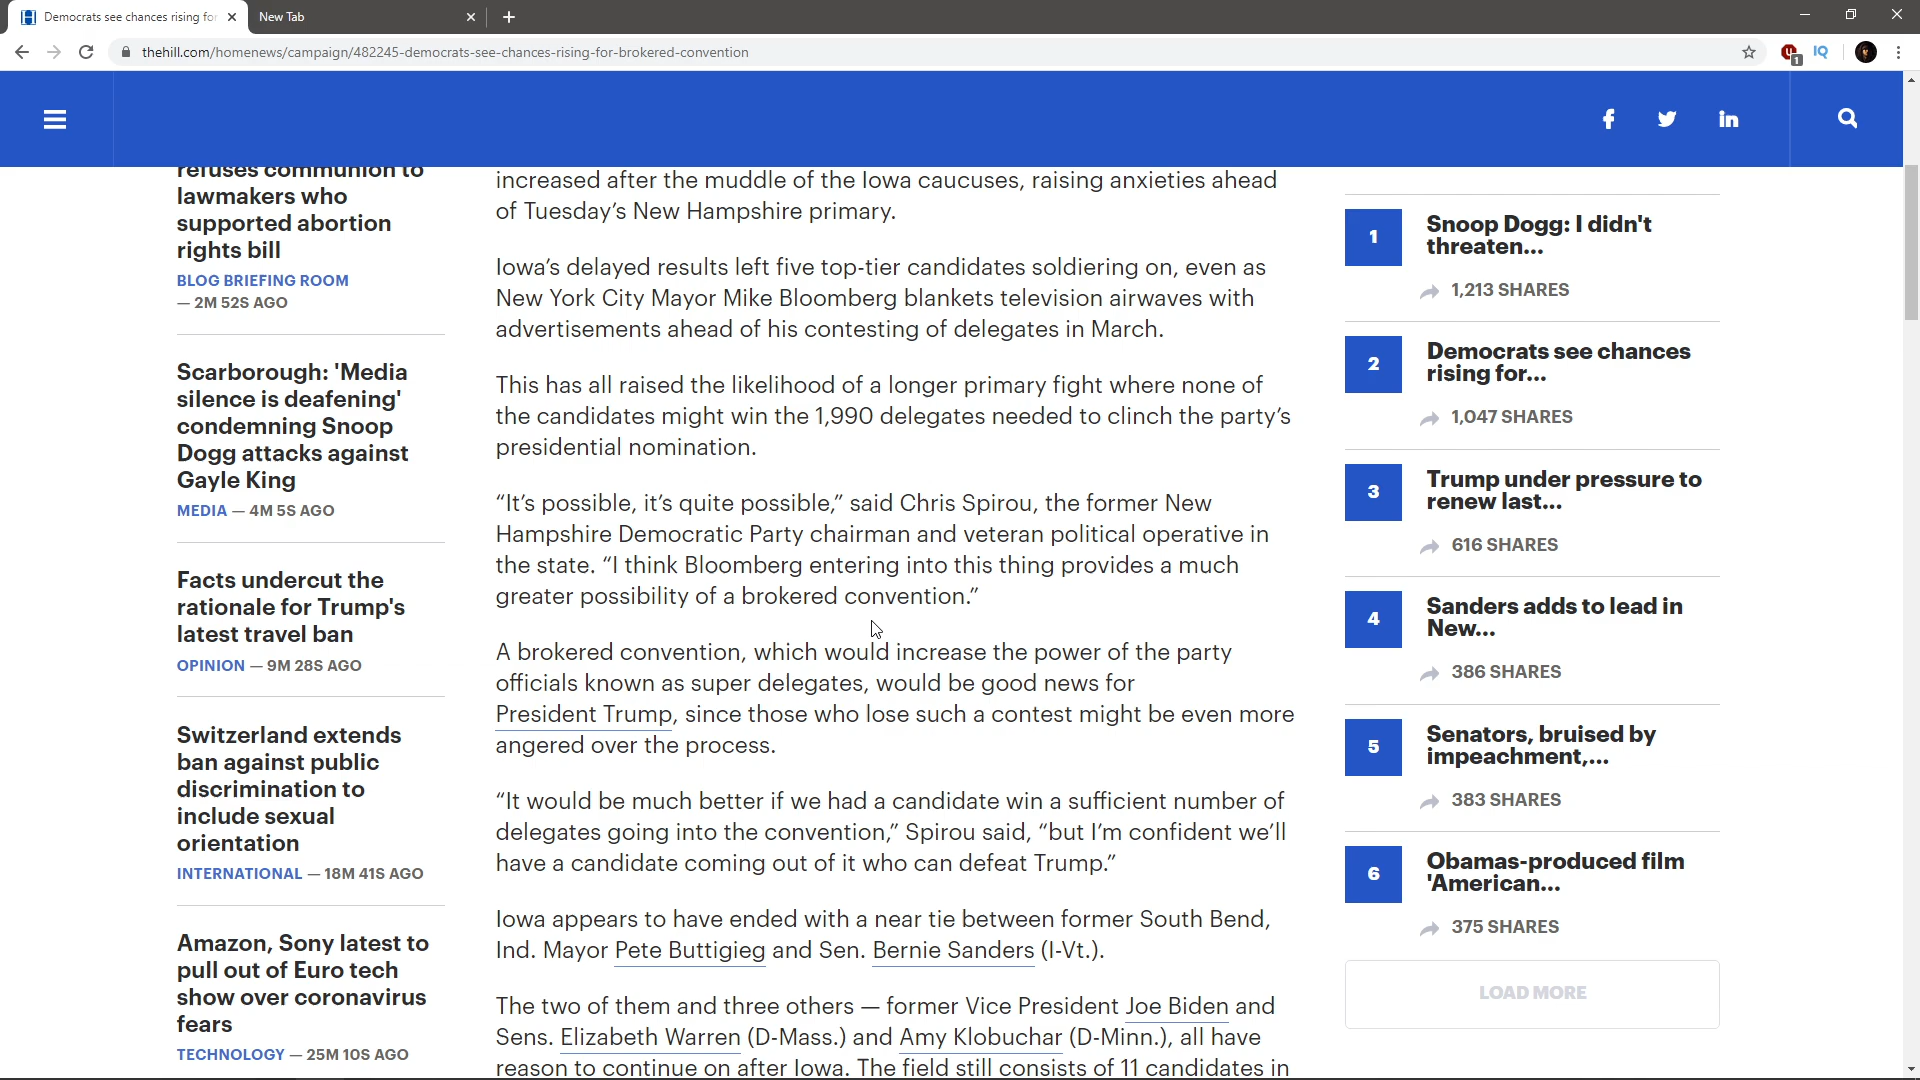 Democrats see chances rising for
New Tab
thehill.com/homenews/campaign/482245-democrats-see-chances-rising-for-brokered-convention
1
IQ
refuses communion to
lawmakers who
supported abortion
rights bill
BLOG BRIEFING ROOM
— 2M 52S AGO
Scarborough: 'Media
silence is deafening'
condemning Snoop
Dogg attacks against
Gayle King
MEDIA — 4M 5S AGO
Facts undercut the
rationale for Trump's
latest travel ban
OPINION — 9M 28S AGO
Switzerland extends
ban against public
discrimination to
include sexual
orientation
INTERNATIONAL — 18M 41S AGO
Amazon, Sony latest to
pull out of Euro tech
show over coronavirus
fears
TECHNOLOGY — 25M 10S AGO
increased after the muddle of the Iowa caucuses, raising anxieties ahead
of Tuesday’s New Hampshire primary.
Iowa’s delayed results left five top-tier candidates soldiering on, even as
New York City Mayor Mike Bloomberg blankets television airwaves with
advertisements ahead of his contesting of delegates in March.
This has all raised the likelihood of a longer primary fight where none of
the candidates might win the 1,990 delegates needed to clinch the party’s
presidential nomination.
“It’s possible, it’s quite possible,” said Chris Spirou, the former New
Hampshire Democratic Party chairman and veteran political operative in
the state. “I think Bloomberg entering into this thing provides a much
greater possibility of a brokered convention.”
A brokered convention, which would increase the power of the party
officials known as super delegates, would be good news for
President Trump, since those who lose such a contest might be even more
angered over the process.
“It would be much better if we had a candidate win a sufficient number of
delegates going into the convention,” Spirou said, “but I’m confident we’ll
have a candidate coming out of it who can defeat Trump.”
Iowa appears to have ended with a near tie between former South Bend,
Ind. Mayor Pete Buttigieg and Sen. Bernie Sanders (I-Vt.).
The two of them and three others — former Vice President Joe Biden and
Sens. Elizabeth Warren (D-Mass.) and Amy Klobuchar (D-Minn.), all have
reason to continue on after Iowa. The field still consists of 11 candidates in
1
Snoop Dogg: I didn't
threaten...
1,213 SHARES
2
Democrats see chances
rising for...
1,047 SHARES
3
Trump under pressure to
renew last...
616 SHARES
4
Sanders adds to lead in
New...
386 SHARES
5
Senators, bruised by
impeachment,...
383 SHARES
6
Obamas-produced film
'American...
375 SHARES
LOAD MORE